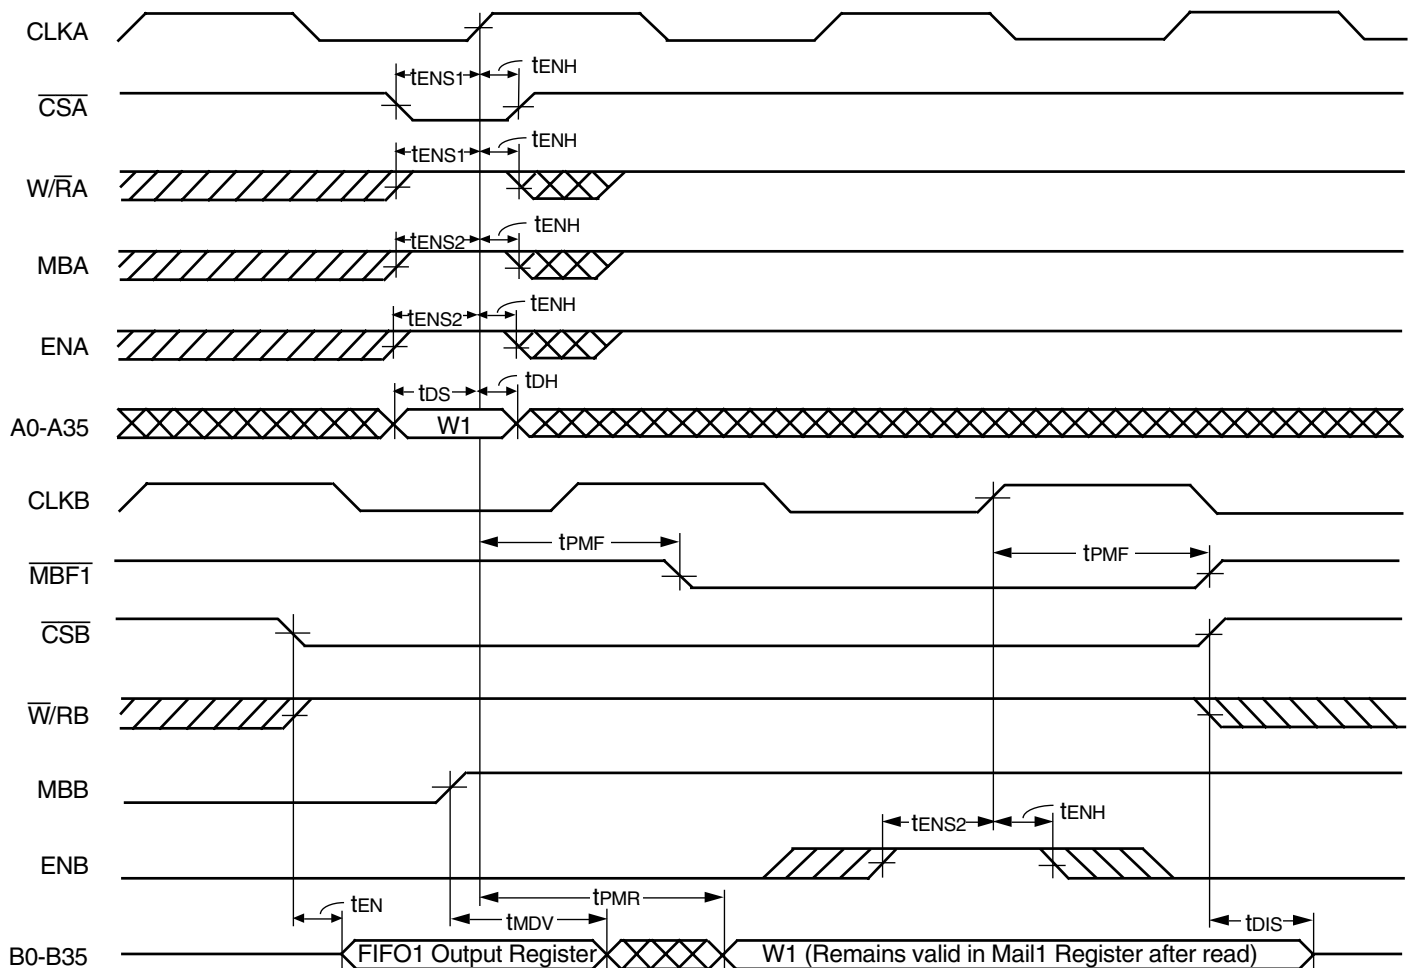 CLKA
tENS1 tENH
CSA
tENS1 tENH
W/RA
tENS2 tENH
MBA
tENS2 tENH
ENA
tDS tDH
A0-A35 W1
CLKB
tPMF tPMF
MBF1
CSB
W/RB
MBB
tENS2 tENH
ENB
tEN tPMR
tMDV tDIS
B0-B35 FIFO1 Output Register W1 (Remains valid in Mail1 Register after read)